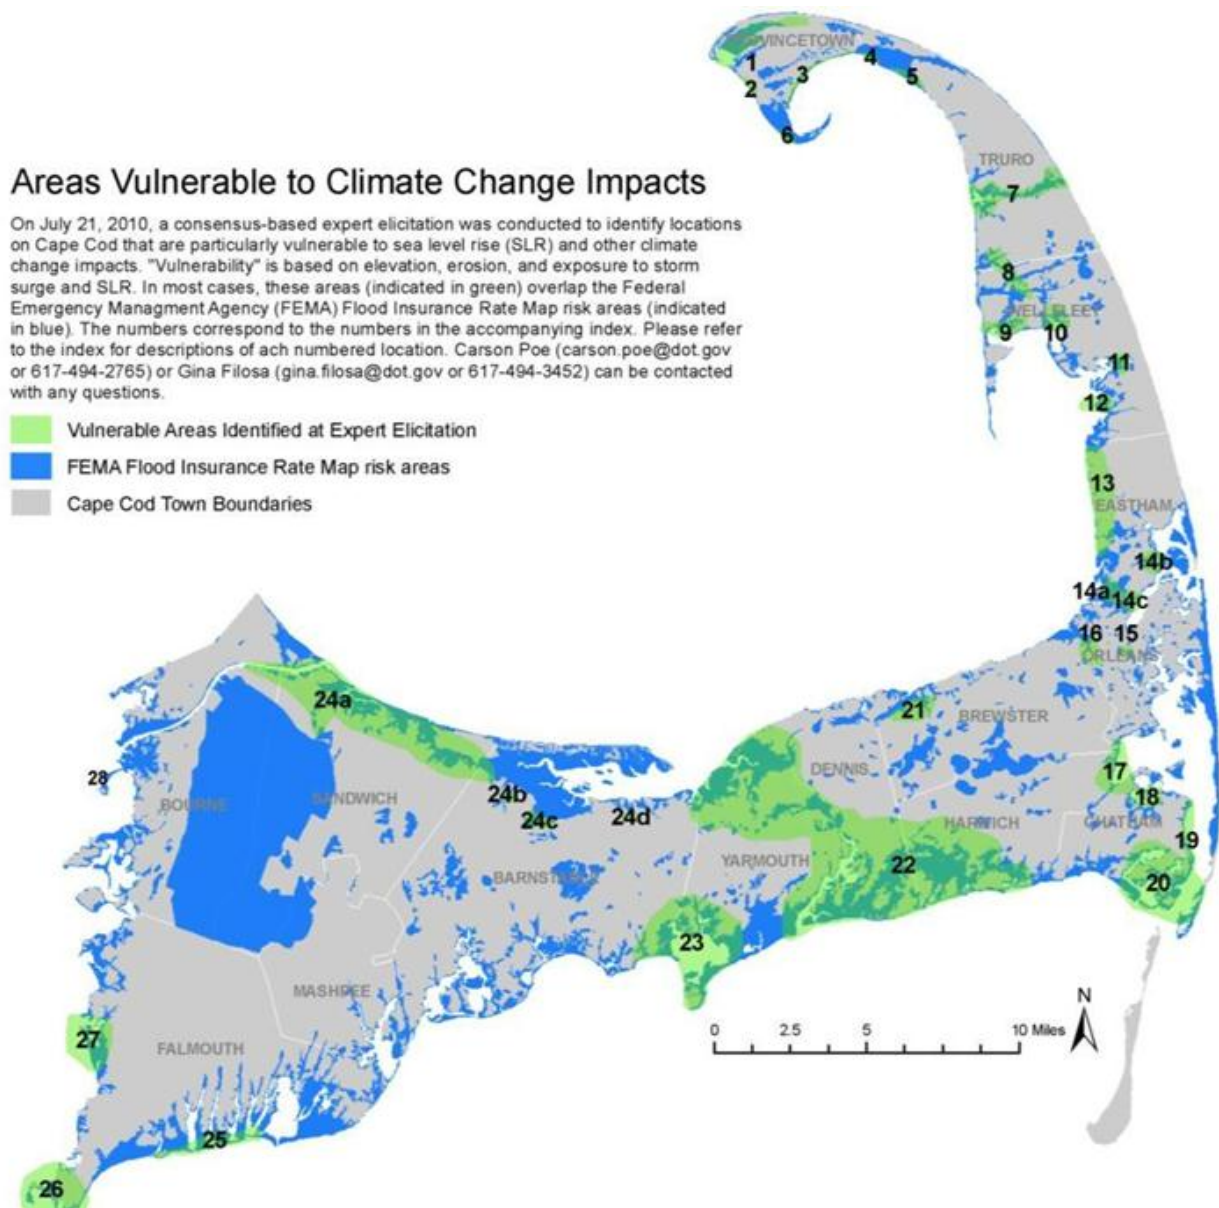 PROVINCETOWN
1
2
3
4
5
6
Areas Vulnerable to Climate Change Impacts
On July 21, 2010, a consensus-based expert elicitation was conducted to identify locations
on Cape Cod that are particularly vulnerable to sea level rise (SLR) and other climate
change impacts. "Vulnerability" is based on elevation, erosion, and exposure to storm
surge and SLR. In most cases, these areas (indicated in green) overlap the Federal
Emergency Managment Agency (FEMA) Flood Insurance Rate Map risk areas (indicated
in blue). The numbers correspond to the numbers in the accompanying index. Please refer
to the index for descriptions of ach numbered location. Carson Poe (carson.poe@dot.gov
or 617-494-2765) or Gina Filosa (gina.filosa@dot.gov or 617-494-3452) can be contacted
with any questions.
Vulnerable Areas Identified at Expert Elicitation
FEMA Flood Insurance Rate Map risk areas
Cape Cod Town Boundaries
TRURO
7
8
WELLFLEET
9
10
11
12
13
EASTHAM
14b
14a
14c
16
15
ORLEANS
24a
21
BREWSTER
28
DENNIS
17
BOURNE
SANDWICH
24b
18
24c
24d
HARWICH
CHATHAM
19
YARMOUTH
22
BARNSTABLE
20
23
MASHPEE
N
0
2.5
5
10 Miles
27
FALMOUTH
25
26